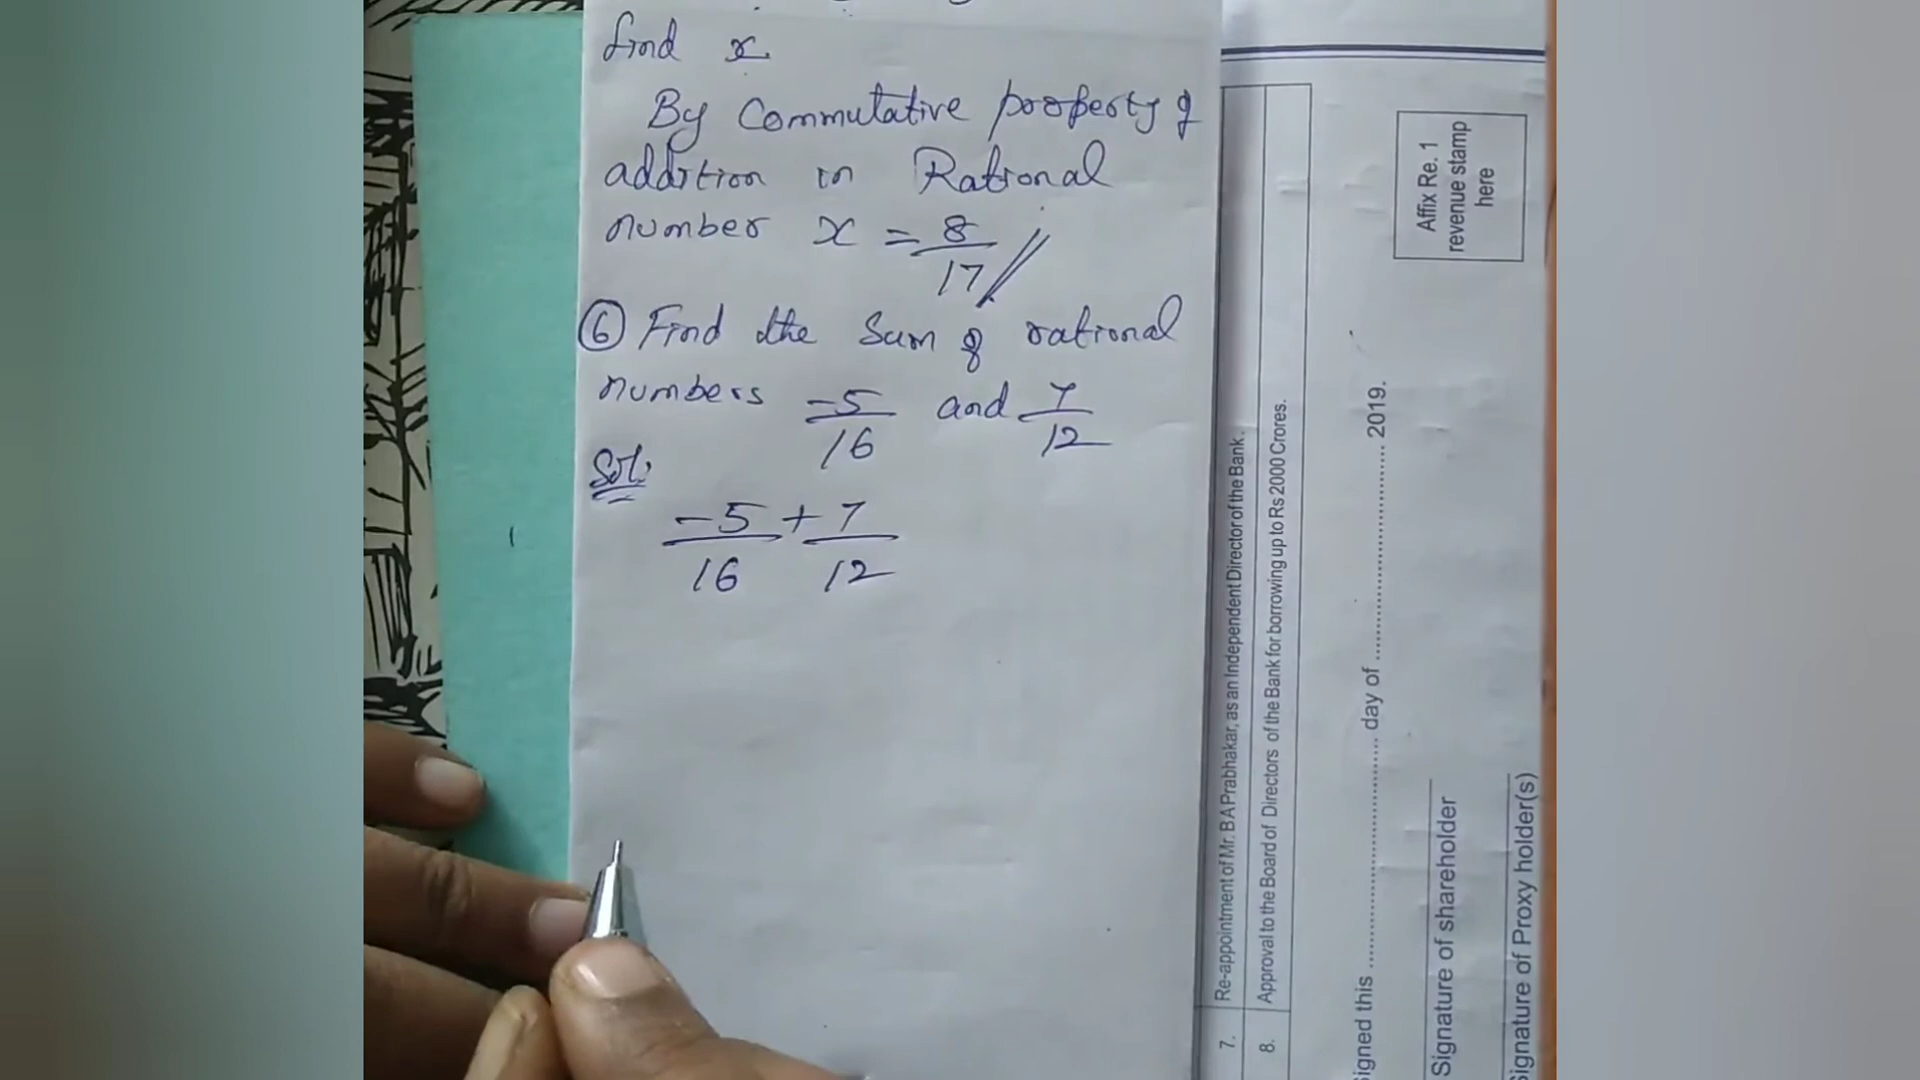 find x
By Commutative property of
addition in Rational
number x = 8/17 //
⑥ Find the Sum of rational
numbers -5/16 and 7/12
Sol:
-5/16 + 7/12
Affix Re. 1
revenue stamp
here
7. Re-appointment of Mr. B A Prabhakar, as an Independent Director of the Bank.
8. Approval to the Board of Directors of the Bank for borrowing up to Rs 2000 Crores.
signed this .................... day of .................... 2019.
Signature of shareholder
Signature of Proxy holder(s)